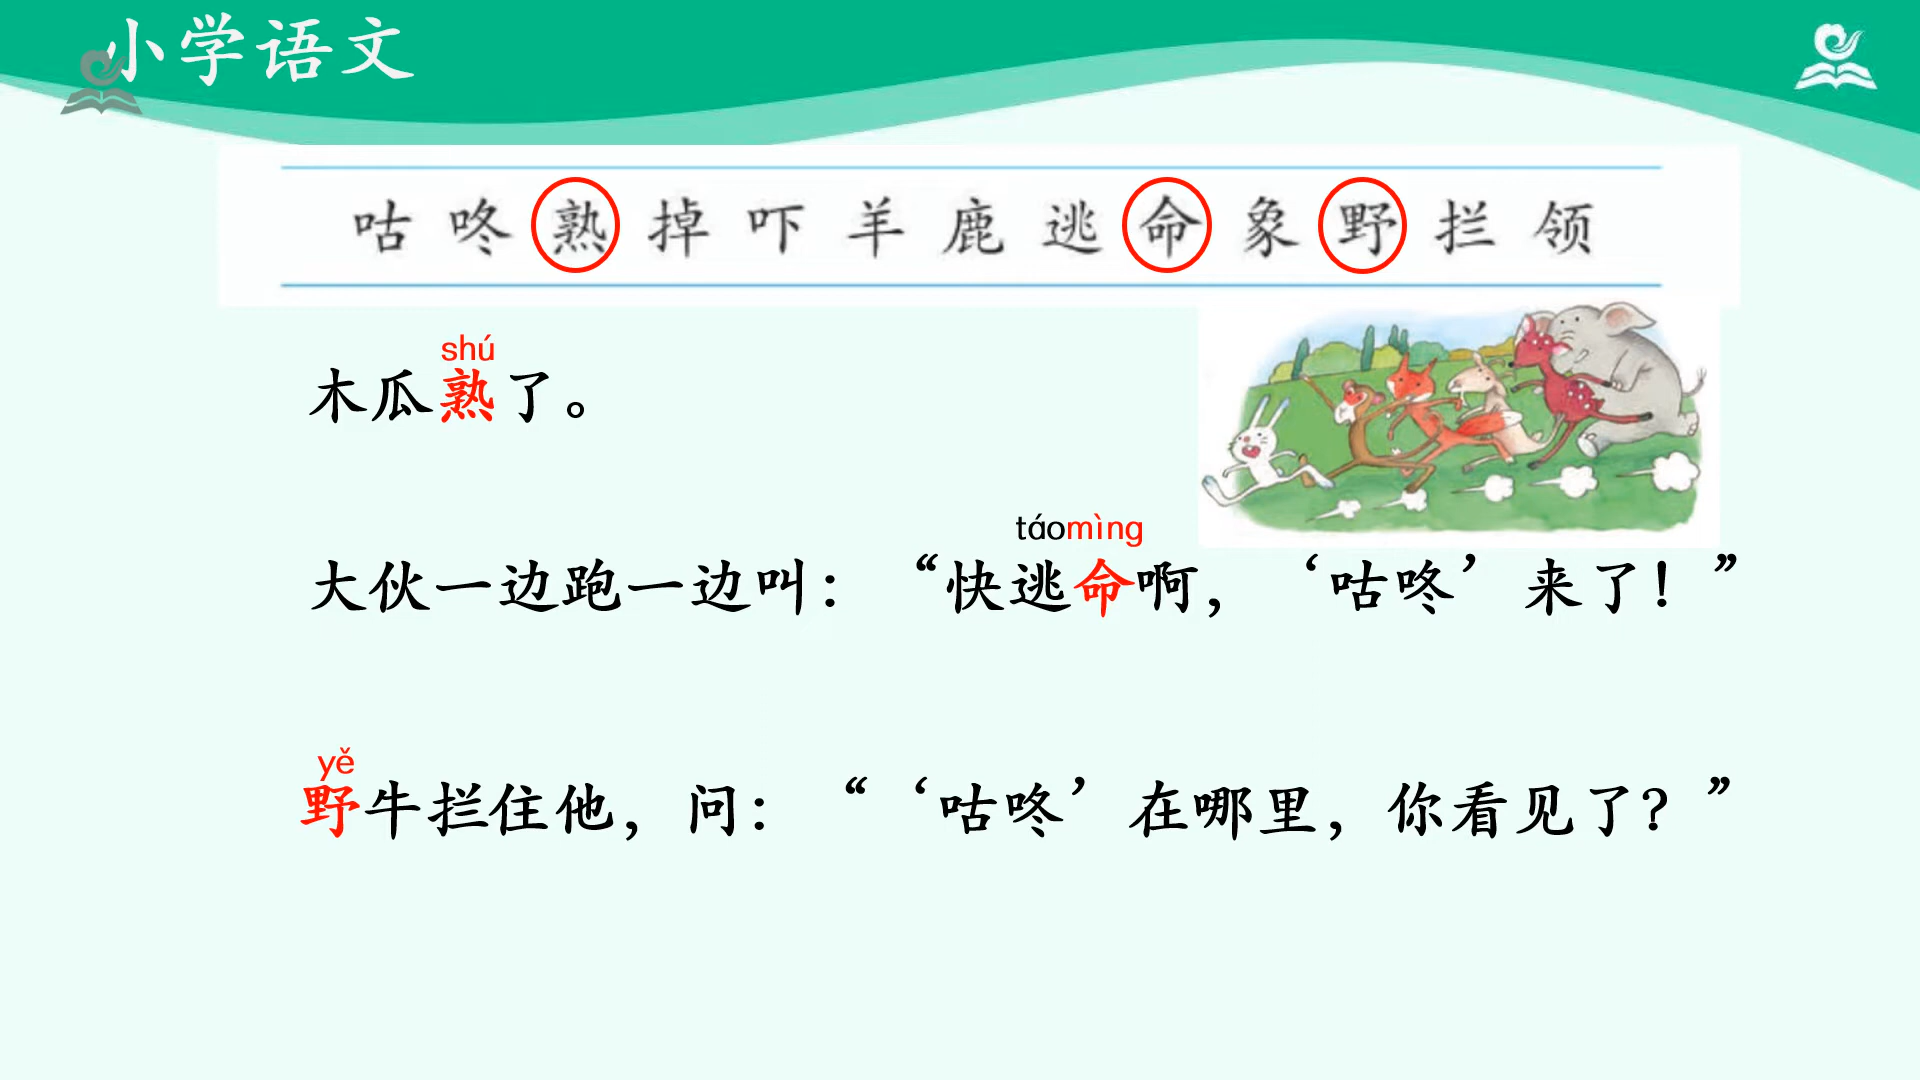 小学语文
咕 咚 熟 掉 吓 羊 鹿 逃 命 象 野 拦 领
shú
木瓜熟了。
táomìng
大伙一边跑一边叫：“快逃命啊，‘咕咚’来了！”
yě
野牛拦住他，问：“‘咕咚’在哪里，你看见了？”